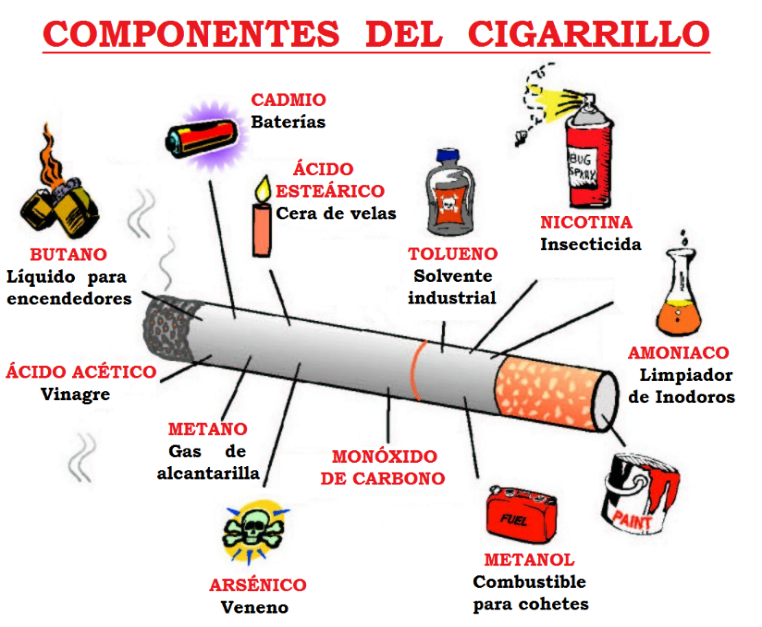 COMPONENTES DEL CIGARRILLO
CADMIO
Baterías
ÁCIDO
ESTEÁRICO
Cera de velas
BUG
SPRAY
NICOTINA
Insecticida
BUTANO
Líquido para
encendedores
TOLUENO
Solvente
industrial
AMONIACO
Limpiador
de Inodoros
ÁCIDO ACÉTICO
Vinagre
METANO
Gas de
alcantarilla
MONÓXIDO
DE CARBONO
FUEL
PAINT
ARSÉNICO
Veneno
METANOL
Combustible
para cohetes